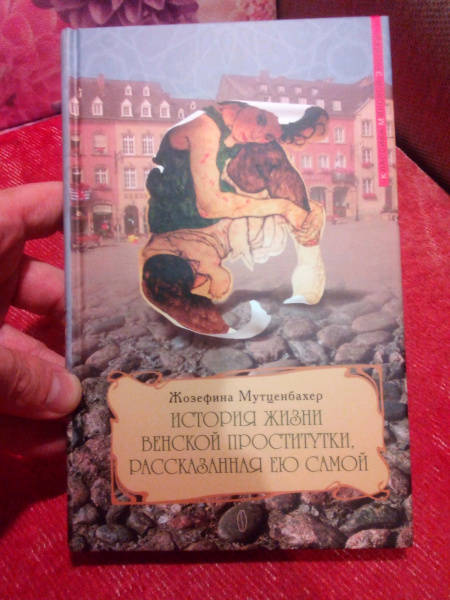 Жозефина Мутценбахер
ИСТОРИЯ ЖИЗНИ
ВЕНСКОЙ ПРОСТИТУТКИ,
РАССКАЗАННАЯ ЕЮ САМОЙ